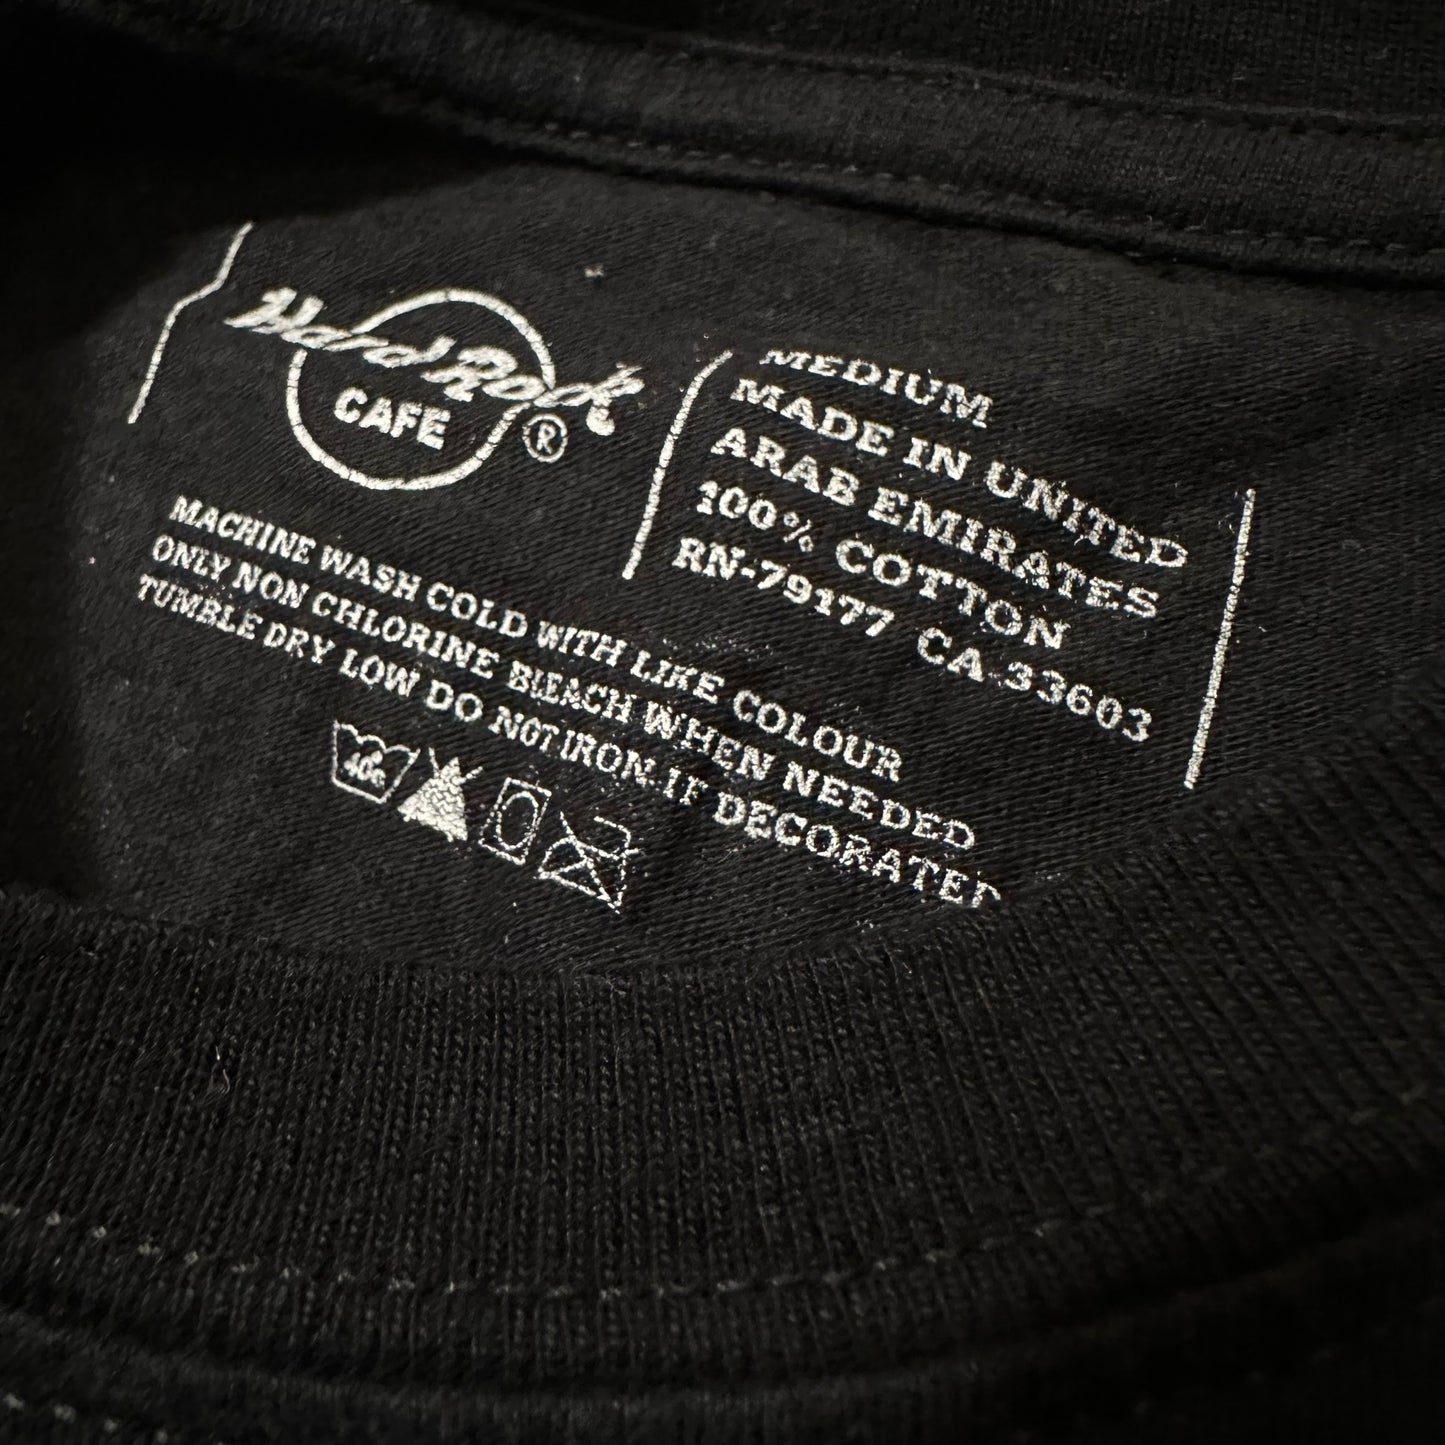 Hard Rock
CAFE
®
MEDIUM
MADE IN UNITED
ARAB EMIRATES
100% COTTON
RN-79177 CA.33603
MACHINE WASH COLD WITH LIKE COLOUR
ONLY NON CHLORINE BLEACH WHEN NEEDED
TUMBLE DRY LOW DO NOT IRON.IF DECORATED
40c